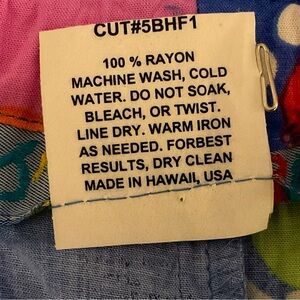 CUT#5BHF1
100 % RAYON
MACHINE WASH, COLD
WATER. DO NOT SOAK,
BLEACH, OR TWIST.
LINE DRY. WARM IRON
AS NEEDED. FORBEST
RESULTS, DRY CLEAN
MADE IN HAWAII, USA